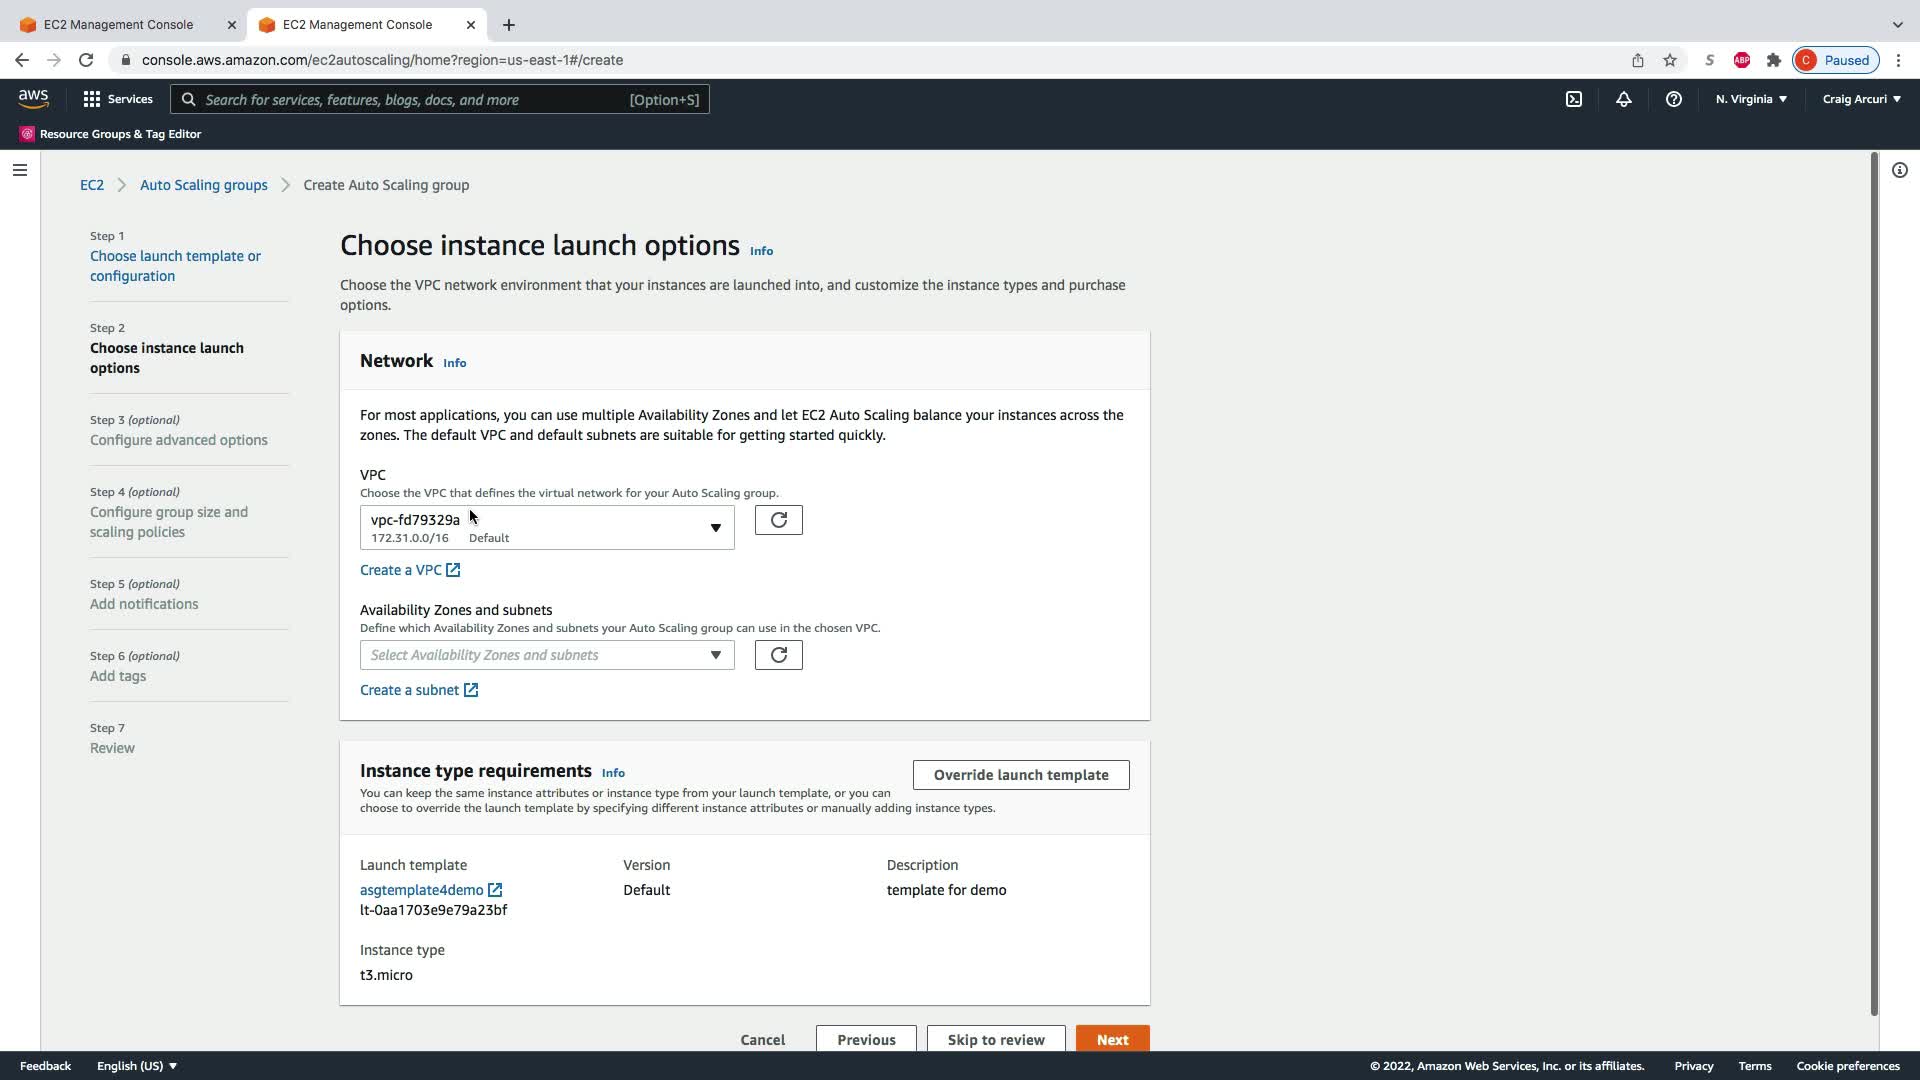 EC2 Management Console
EC2 Management Console
console.aws.amazon.com/ec2autoscaling/home?region=us-east-1#/create
S
ABP
C Paused
aws
Services
Search for services, features, blogs, docs, and more [Option+S]
N. Virginia
Craig Arcuri
Resource Groups & Tag Editor
EC2 Auto Scaling groups Create Auto Scaling group
Step 1
Choose launch template or
configuration
Step 2
Choose instance launch
options
Step 3 (optional)
Configure advanced options
Step 4 (optional)
Configure group size and
scaling policies
Step 5 (optional)
Add notifications
Step 6 (optional)
Add tags
Step 7
Review
Choose instance launch options Info
Choose the VPC network environment that your instances are launched into, and customize the instance types and purchase
options.
Network Info
For most applications, you can use multiple Availability Zones and let EC2 Auto Scaling balance your instances across the
zones. The default VPC and default subnets are suitable for getting started quickly.
VPC
Choose the VPC that defines the virtual network for your Auto Scaling group.
vpc-fd79329a
172.31.0.0/16 Default
Create a VPC
Availability Zones and subnets
Define which Availability Zones and subnets your Auto Scaling group can use in the chosen VPC.
Select Availability Zones and subnets
Create a subnet
Instance type requirements Info
Override launch template
You can keep the same instance attributes or instance type from your launch template, or you can
choose to override the launch template by specifying different instance attributes or manually adding instance types.
Launch template
asgtemplate4demo
lt-0aa1703e9e79a23bf
Version
Default
Description
template for demo
Instance type
t3.micro
Cancel Previous Skip to review Next
Feedback English (US) © 2022, Amazon Web Services, Inc. or its affiliates. Privacy Terms Cookie preferences